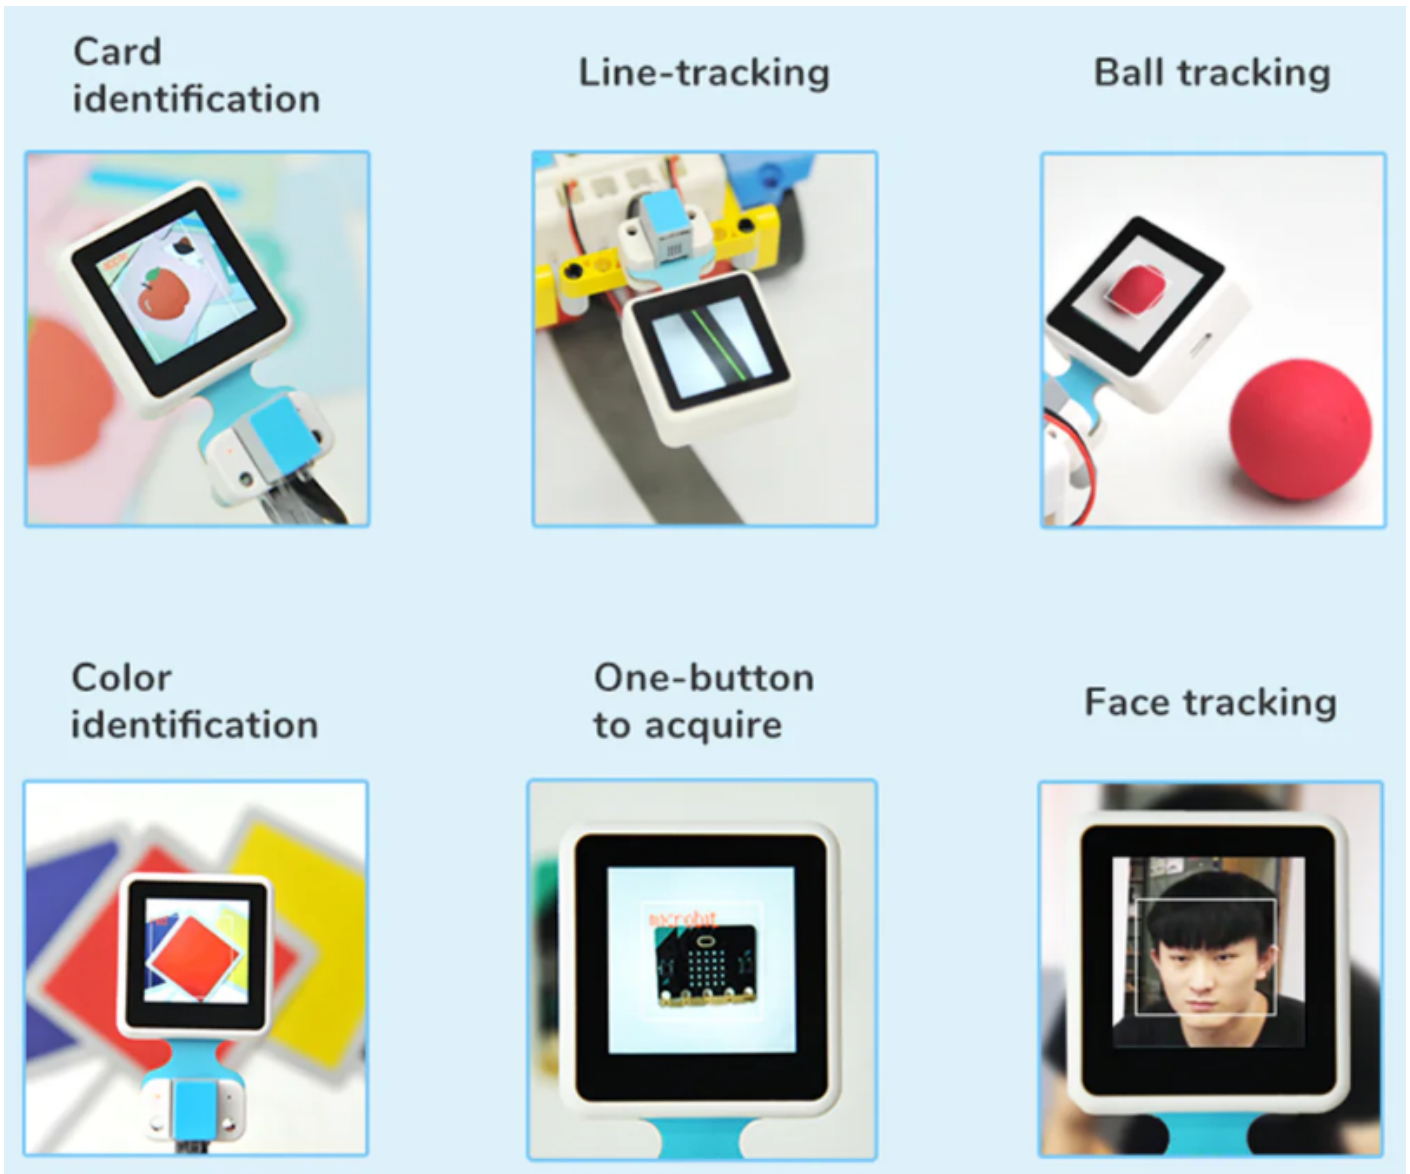 Card
identification
Line-tracking
Ball tracking
Color
identification
One-button
to acquire
Face tracking